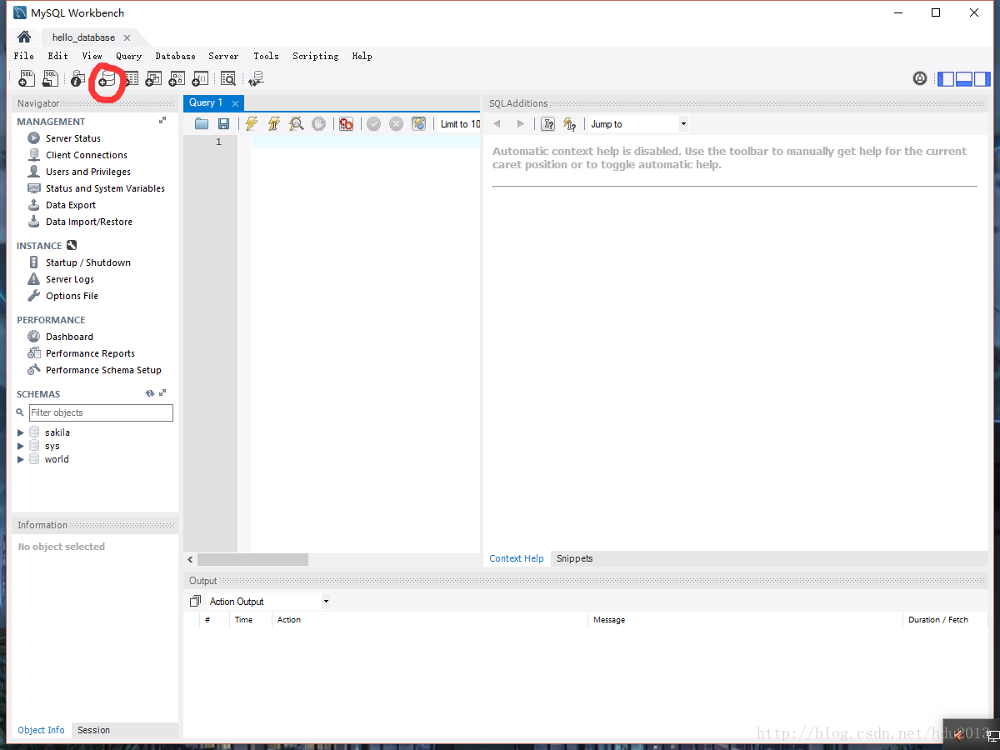 MySQL Workbench
hello_database
File Edit View Query Database Server Tools Scripting Help
SQL SQL
Navigator
MANAGEMENT
Server Status
Client Connections
Users and Privileges
Status and System Variables
Data Export
Data Import/Restore
INSTANCE
Startup / Shutdown
Server Logs
Options File
PERFORMANCE
Dashboard
Performance Reports
Performance Schema Setup
SCHEMAS
Filter objects
sakila
sys
world
Information
No object selected
Object Info Session
Query 1
Limit to 10
1
SQLAdditions
Jump to
Automatic context help is disabled. Use the toolbar to manually get help for the current
caret position or to toggle automatic help.
Context Help Snippets
Output
Action Output
# Time Action Message Duration / Fetch
http://blog.csdn.net/hdu2013